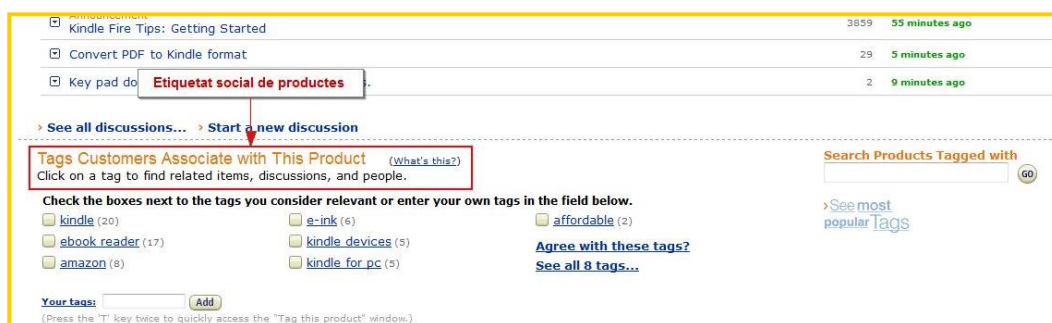 Announcement
Kindle Fire Tips: Getting Started 3859 55 minutes ago
Convert PDF to Kindle format 29 5 minutes ago
Key pad do s. 2 9 minutes ago
Etiquetat social de productes
› See all discussions... › Start a new discussion
Tags Customers Associate with This Product (What's this?)
Click on a tag to find related items, discussions, and people.
Search Products Tagged with
GO
Check the boxes next to the tags you consider relevant or enter your own tags in the field below.
›See most
popular Tags
kindle (20) e-ink (6) affordable (2)
ebook reader (17) kindle devices (5) Agree with these tags?
amazon (8) kindle for pc (5) See all 8 tags...
Your tags: Add
(Press the 'T' key twice to quickly access the "Tag this product" window.)